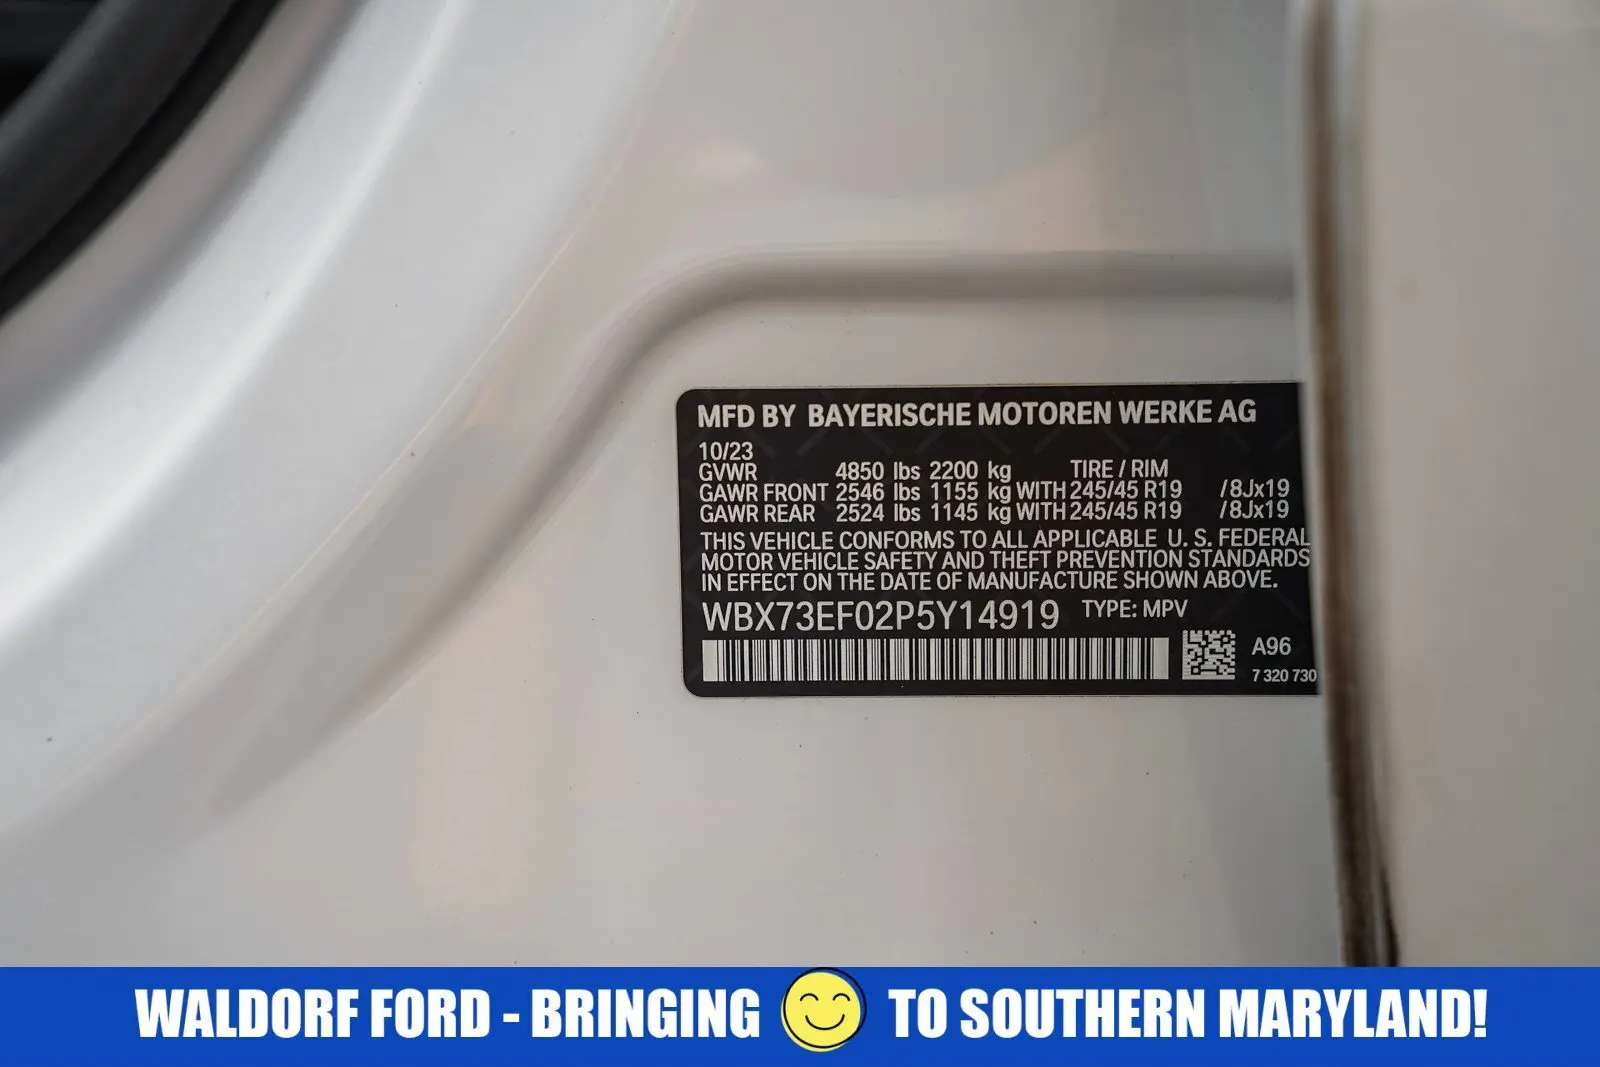 MFD BY BAYERISCHE MOTOREN WERKE AG
10/23
GVWR 4850 lbs 2200 kg TIRE / RIM
GAWR FRONT 2546 lbs 1155 kg WITH 245/45 R19 /8Jx19
GAWR REAR 2524 lbs 1145 kg WITH 245/45 R19 /8Jx19
THIS VEHICLE CONFORMS TO ALL APPLICABLE U. S. FEDERAL
MOTOR VEHICLE SAFETY AND THEFT PREVENTION STANDARDS
IN EFFECT ON THE DATE OF MANUFACTURE SHOWN ABOVE.
WBX73EF02P5Y14919 TYPE: MPV
A96
7 320 730
WALDORF FORD - BRINGING TO SOUTHERN MARYLAND!